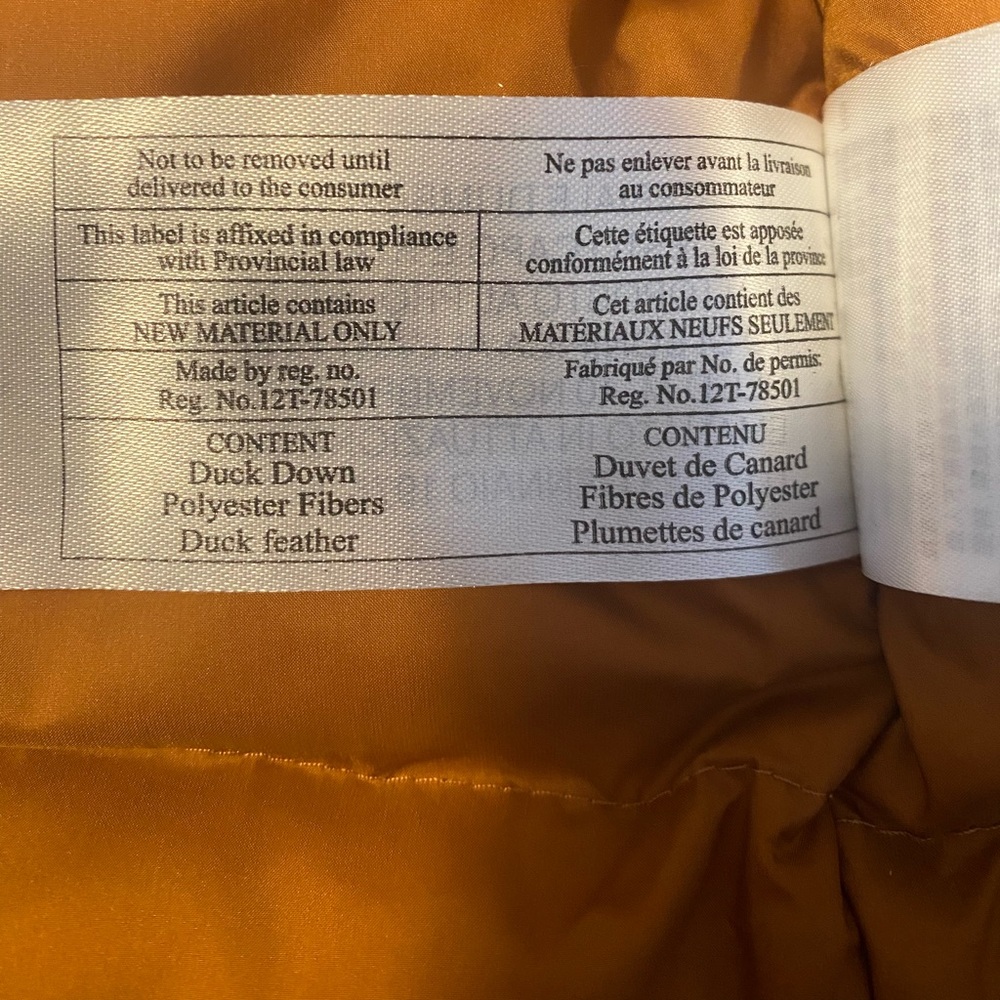 Not to be removed until
delivered to the consumer
Ne pas enlever avant la livraison
au consommateur
This label is affixed in compliance
with Provincial law
Cette étiquette est apposée
conformément à la loi de la province
This article contains
NEW MATERIAL ONLY
Cet article contient des
MATÉRIAUX NEUFS SEULEMENT
Made by reg. no.
Reg. No.12T-78501
Fabriqué par No. de permis:
Reg. No.12T-78501
CONTENT
Duck Down
Polyester Fibers
Duck feather
CONTENU
Duvet de Canard
Fibres de Polyester
Plumettes de canard